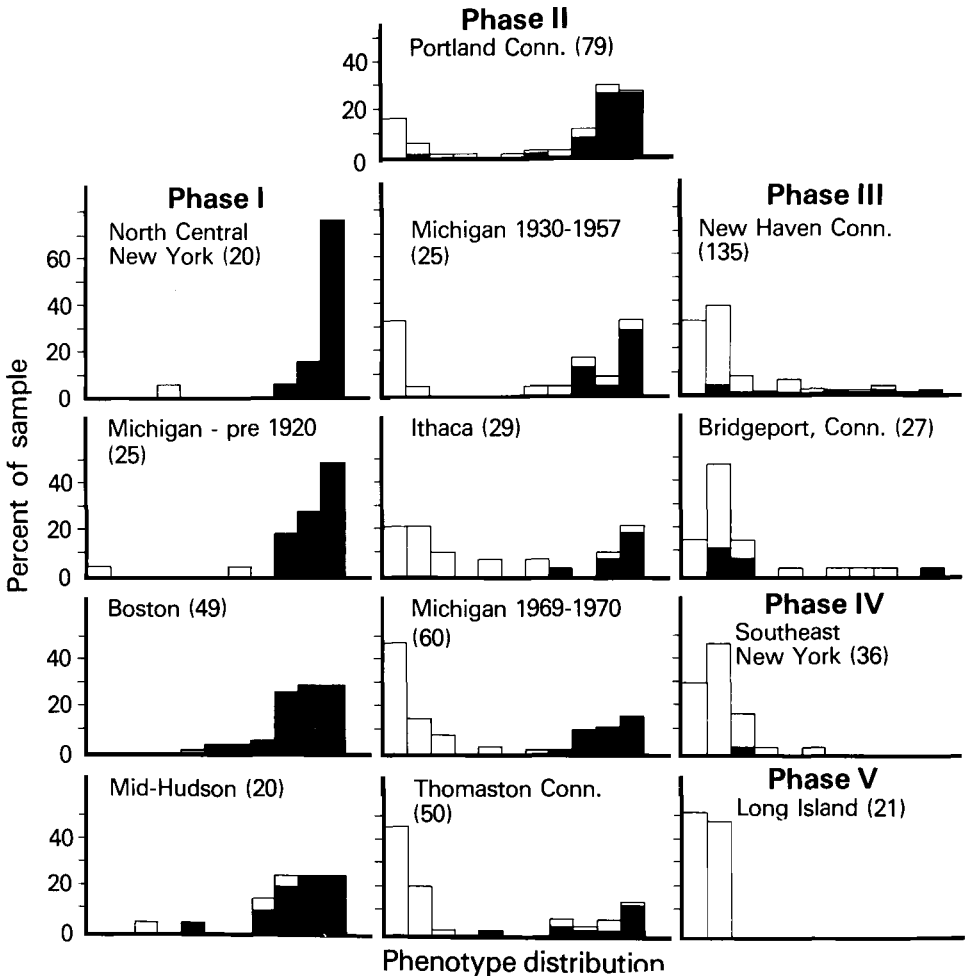 Phase II
Portland Conn. (79)
40
20
0
Phase I
North Central
New York (20)
60
40
20
0
Michigan 1930-1957
(25)
Phase III
New Haven Conn.
(135)
Percent of sample
Michigan - pre 1920
(25)
40
20
0
Ithaca (29)
Bridgeport, Conn. (27)
Boston (49)
40
20
0
Michigan 1969-1970
(60)
Phase IV
Southeast
New York (36)
Mid-Hudson (20)
40
20
0
Thomaston Conn.
(50)
Phase V
Long Island (21)
Phenotype distribution